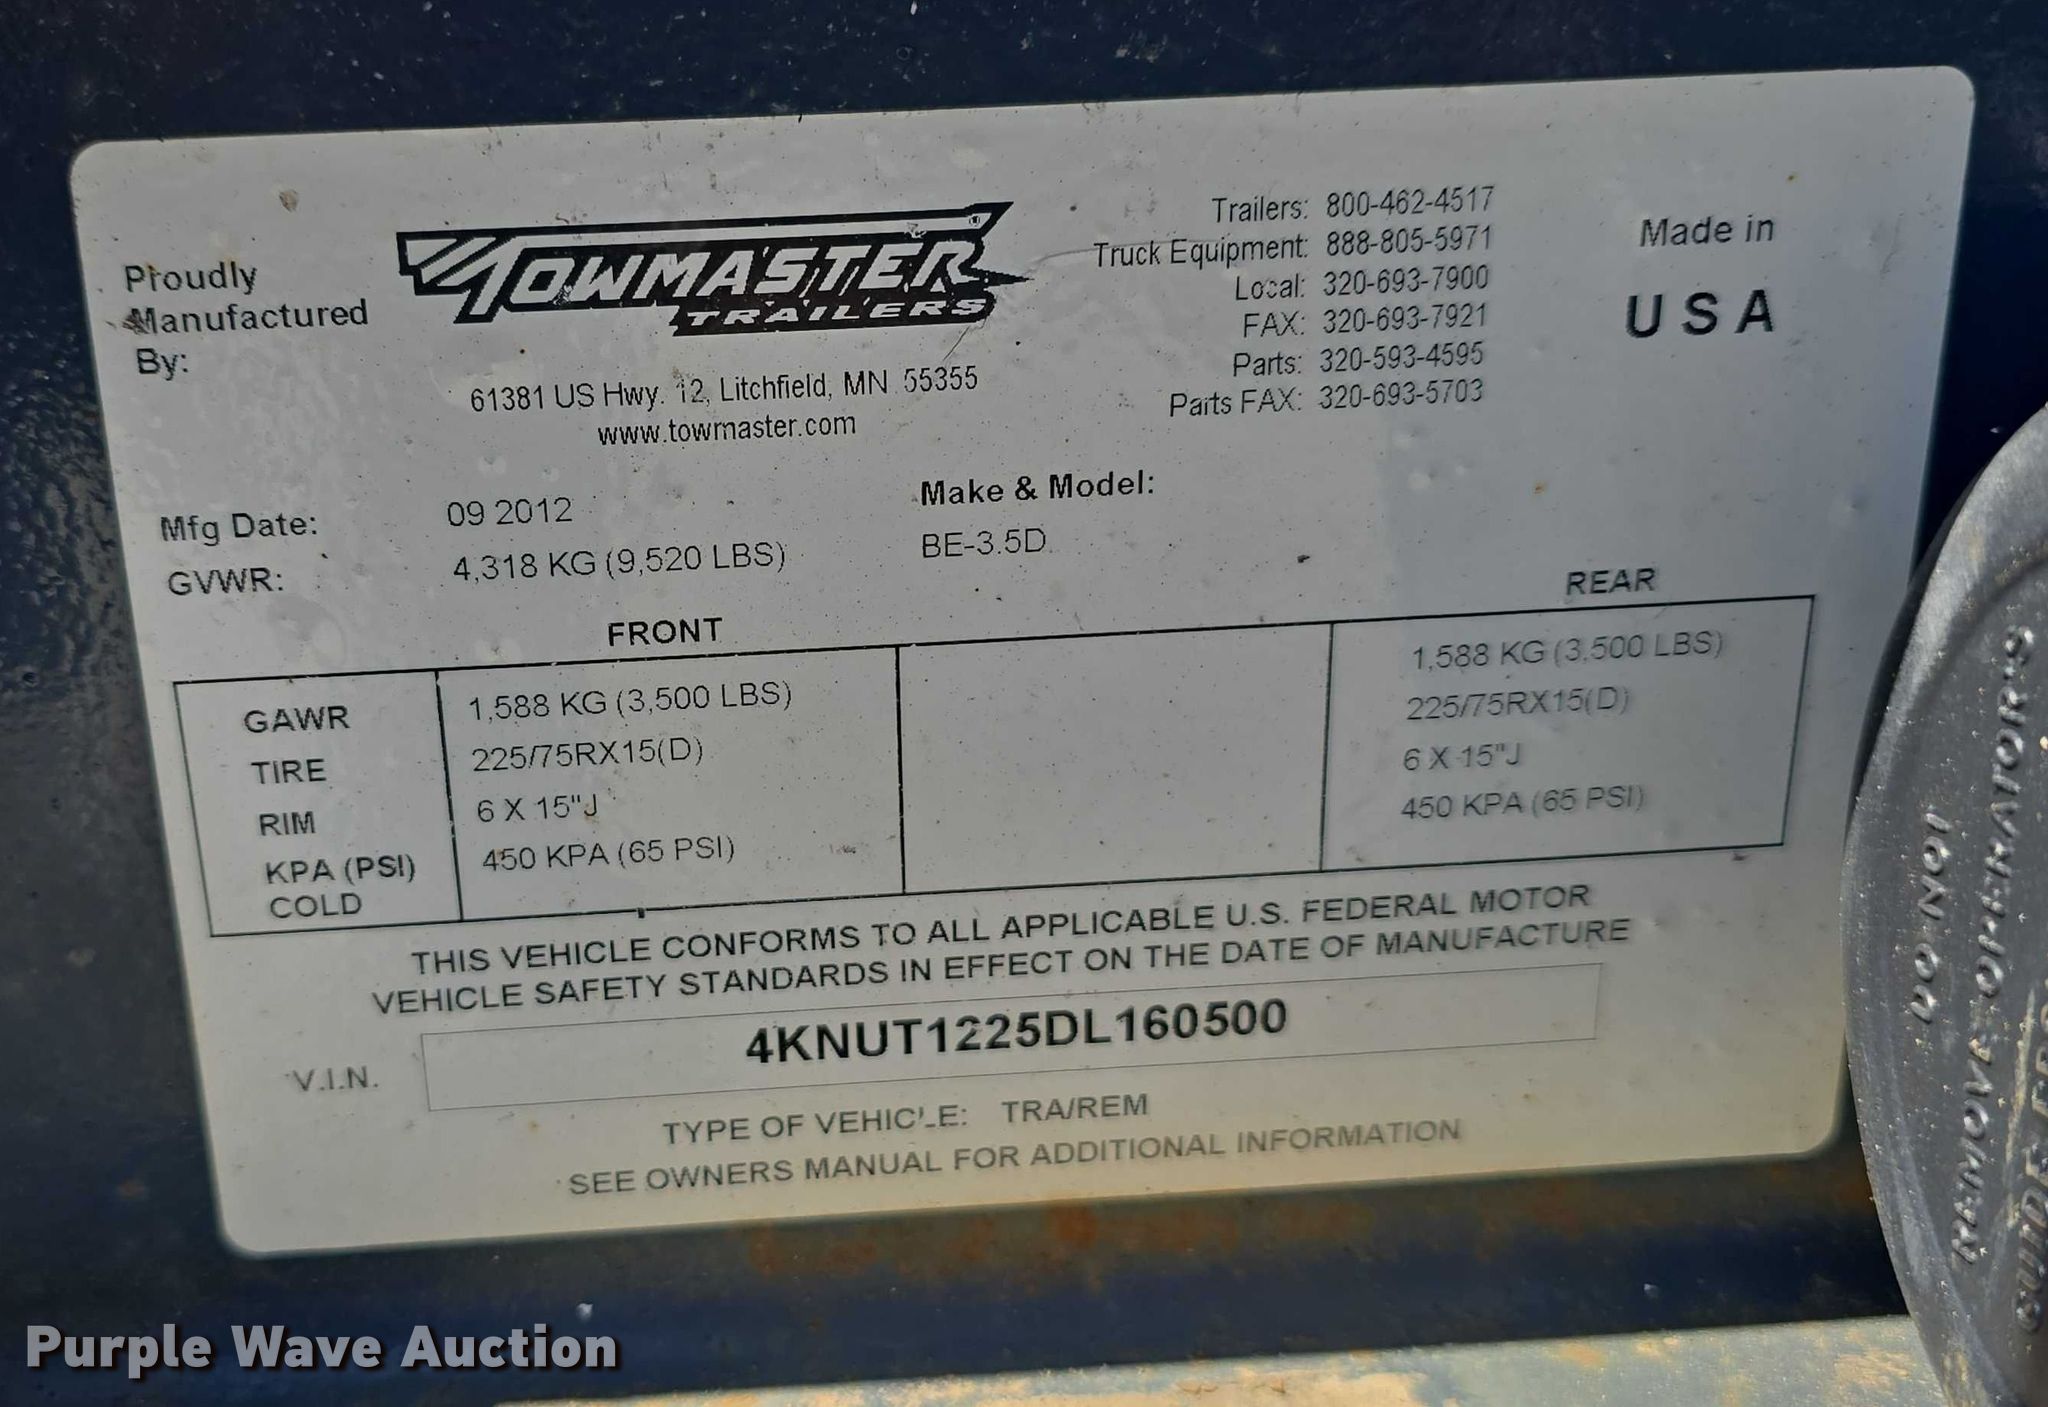 Proudly
Manufactured
By:
TOWMASTER
TRAILERS
61381 US Hwy. 12, Litchfield, MN 55355
www.towmaster.com
Trailers: 800-462-4517
Truck Equipment: 888-805-5971
Local: 320-693-7900
FAX: 320-693-7921
Parts: 320-593-4595
Parts FAX: 320-693-5703
Made in
USA
Mfg Date: 09 2012
GVWR: 4,318 KG (9,520 LBS)
Make & Model:
BE-3.5D
FRONT REAR
GAWR 1,588 KG (3,500 LBS) 1,588 KG (3,500 LBS)
TIRE 225/75RX15(D) 225/75RX15(D)
RIM 6 X 15"J 6 X 15"J
KPA (PSI) 450 KPA (65 PSI) 450 KPA (65 PSI)
COLD
THIS VEHICLE CONFORMS TO ALL APPLICABLE U.S. FEDERAL MOTOR
VEHICLE SAFETY STANDARDS IN EFFECT ON THE DATE OF MANUFACTURE
V.I.N. 4KNUT1225DL160500
TYPE OF VEHICLE: TRA/REM
SEE OWNERS MANUAL FOR ADDITIONAL INFORMATION
DO NOT
REMOVE OPERATOR'S
Purple Wave Auction